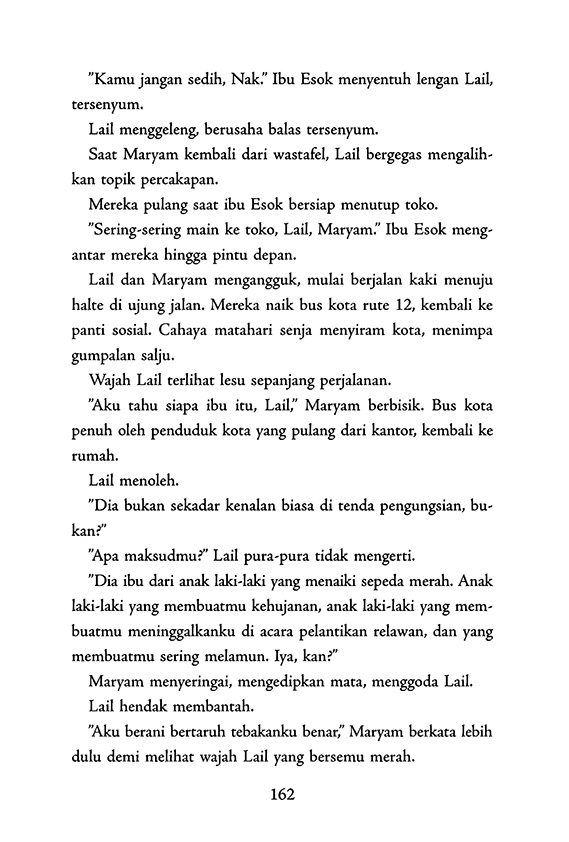 ”Kamu jangan sedih, Nak.” Ibu Esok menyentuh lengan Lail,
tersenyum.
Lail menggeleng, berusaha balas tersenyum.
Saat Maryam kembali dari wastafel, Lail bergegas mengalih-
kan topik percakapan.
Mereka pulang saat ibu Esok bersiap menutup toko.
”Sering-sering main ke toko, Lail, Maryam.” Ibu Esok meng-
antar mereka hingga pintu depan.
Lail dan Maryam mengangguk, mulai berjalan kaki menuju
halte di ujung jalan. Mereka naik bus kota rute 12, kembali ke
panti sosial. Cahaya matahari senja menyiram kota, menimpa
gumpalan salju.
Wajah Lail terlihat lesu sepanjang perjalanan.
”Aku tahu siapa ibu itu, Lail,” Maryam berbisik. Bus kota
penuh oleh penduduk kota yang pulang dari kantor, kembali ke
rumah.
Lail menoleh.
”Dia bukan sekadar kenalan biasa di tenda pengungsian, bu-
kan?”
”Apa maksudmu?” Lail pura-pura tidak mengerti.
”Dia ibu dari anak laki-laki yang menaiki sepeda merah. Anak
laki-laki yang membuatmu kehujanan, anak laki-laki yang mem-
buatmu meninggalkanku di acara pelantikan relawan, dan yang
membuatmu sering melamun. Iya, kan?”
Maryam menyeringai, mengedipkan mata, menggoda Lail.
Lail hendak membantah.
”Aku berani bertaruh tebakanku benar,” Maryam berkata lebih
dulu demi melihat wajah Lail yang bersemu merah.
162